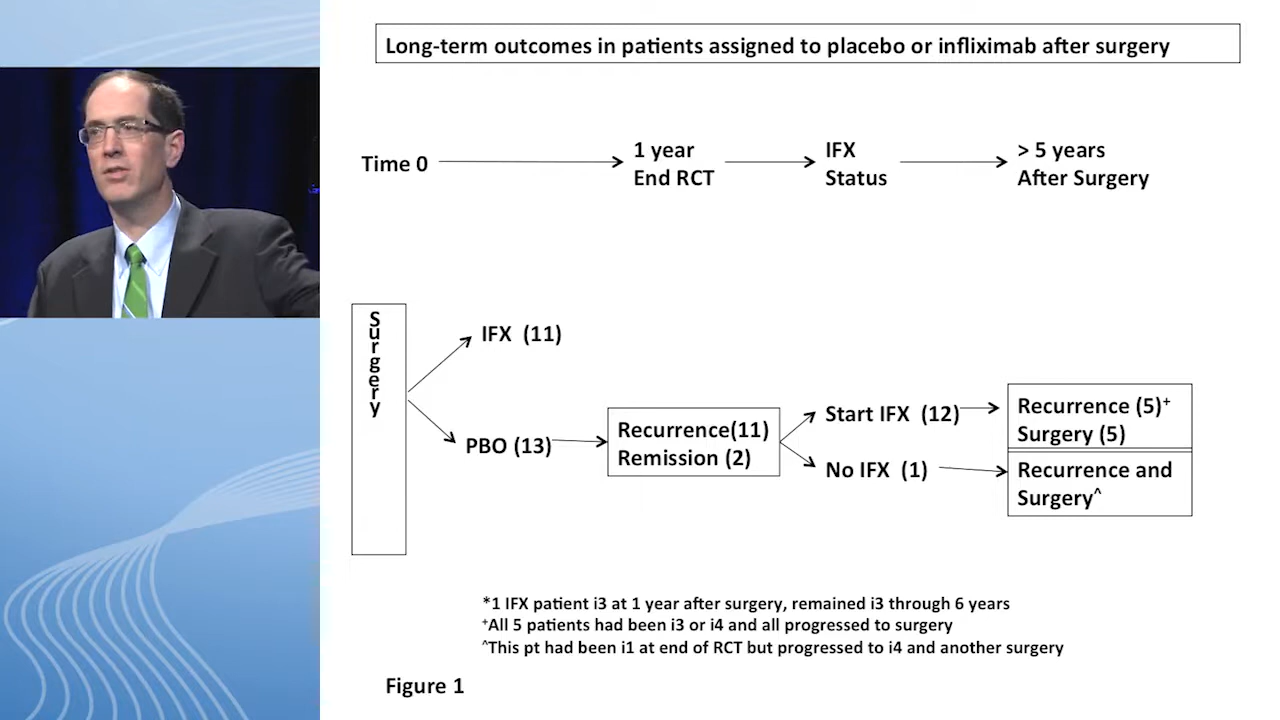 Long-term outcomes in patients assigned to placebo or infliximab after surgery
Time 0
1 year
End RCT
IFX
Status
> 5 years
After Surgery
Surgery
IFX (11)
PBO (13)
Recurrence(11)
Remission (2)
Start IFX (12)
No IFX (1)
Recurrence (5)⁺
Surgery (5)
Recurrence and
Surgery^
*1 IFX patient i3 at 1 year after surgery, remained i3 through 6 years
⁺All 5 patients had been i3 or i4 and all progressed to surgery
^This pt had been i1 at end of RCT but progressed to i4 and another surgery
Figure 1